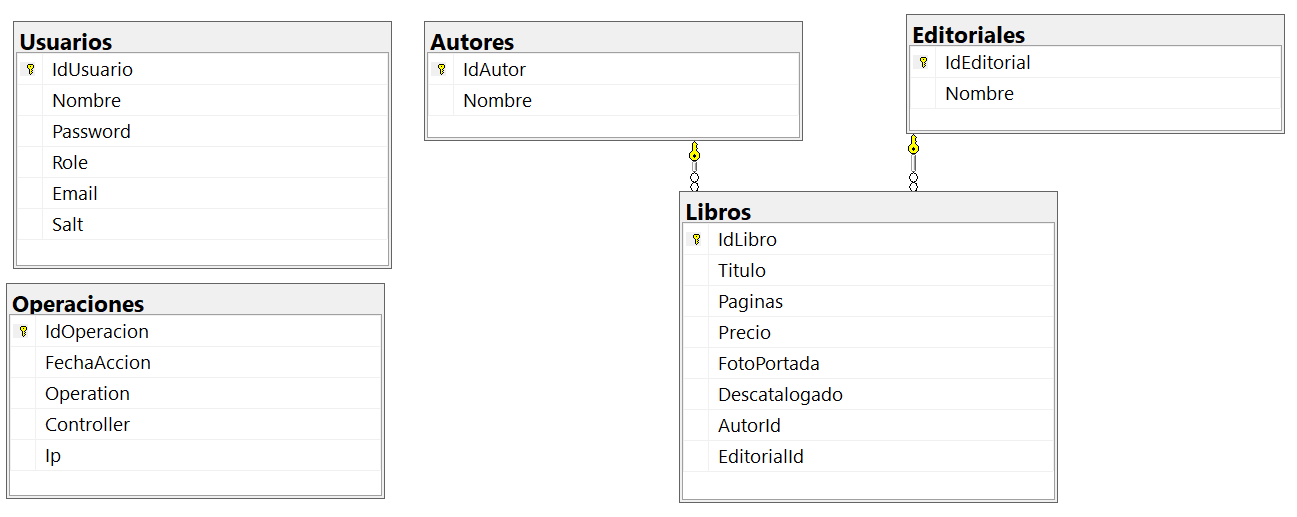 Usuarios
IdUsuario
Nombre
Password
Role
Email
Salt
Autores
IdAutor
Nombre
Editoriales
IdEditorial
Nombre
Operaciones
IdOperacion
FechaAccion
Operation
Controller
Ip
Libros
IdLibro
Titulo
Paginas
Precio
FotoPortada
Descatalogado
AutorId
EditorialId